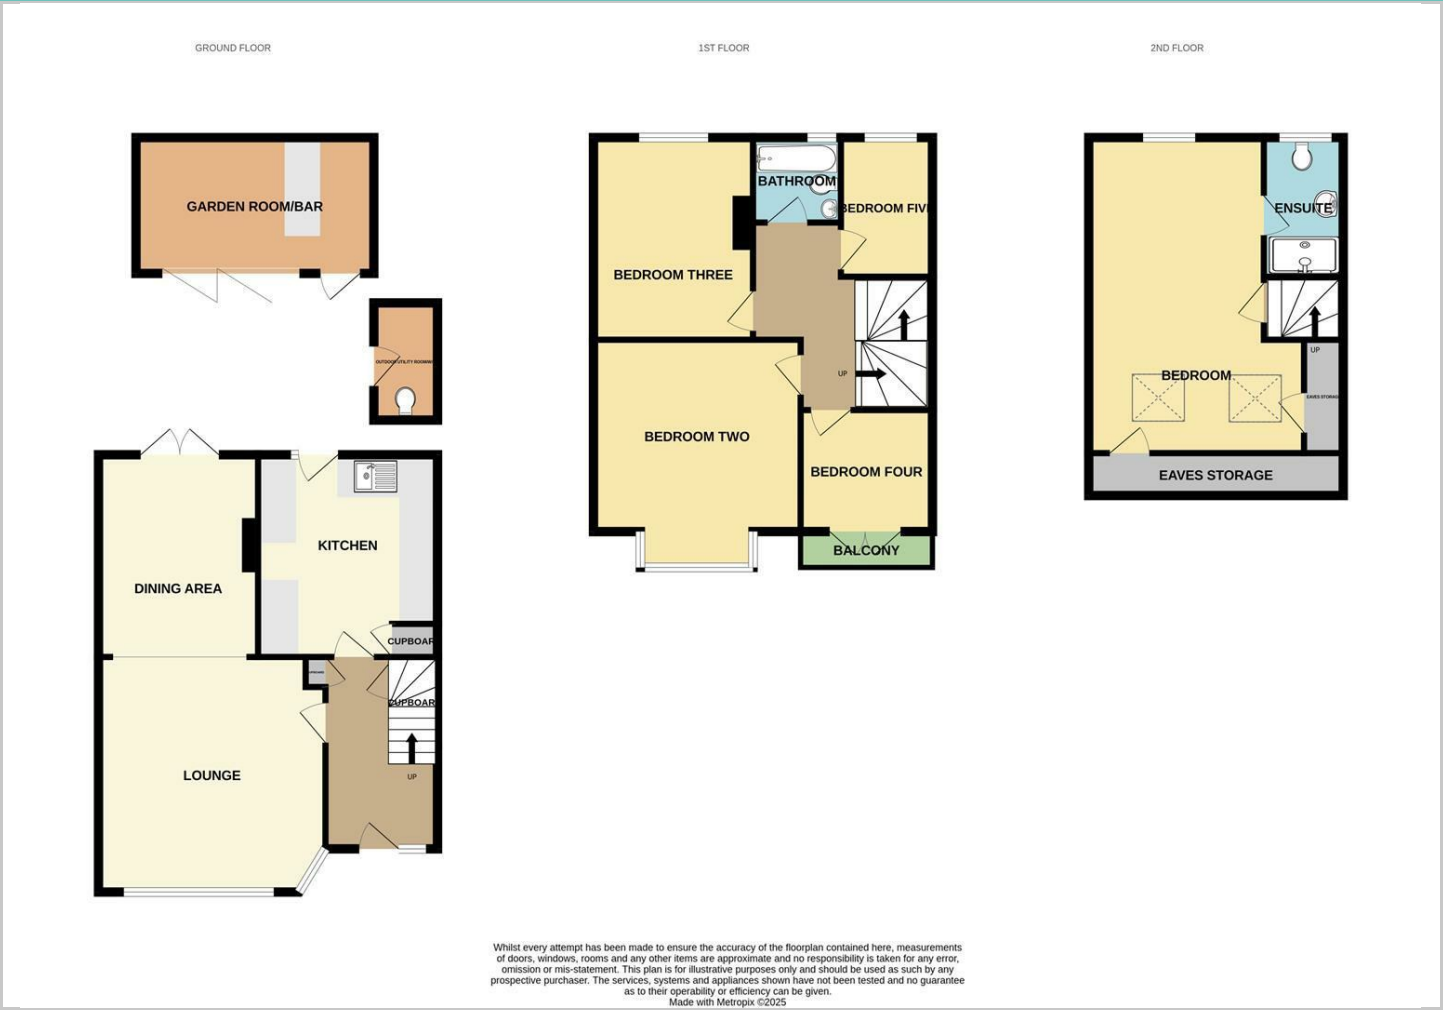 GROUND FLOOR
1ST FLOOR
2ND FLOOR
GARDEN ROOM/BAR
DINING AREA
KITCHEN
CUPBOAR
CUPBOAR
LOUNGE
UP
BATHROOM
BEDROOM FIVE
BEDROOM THREE
UP
BEDROOM TWO
BEDROOM FOUR
BALCONY
ENSUITE
UP
BEDROOM
EAVES STORAG
EAVES STORAGE
Whilst every attempt has been made to ensure the accuracy of the floorplan contained here, measurements
of doors, windows, rooms and any other items are approximate and no responsibility is taken for any error,
omission or mis-statement. This plan is for illustrative purposes only and should be used as such by any
prospective purchaser. The services, systems and appliances shown have not been tested and no guarantee
as to their operability or efficiency can be given.
Made with Metropix ©2025